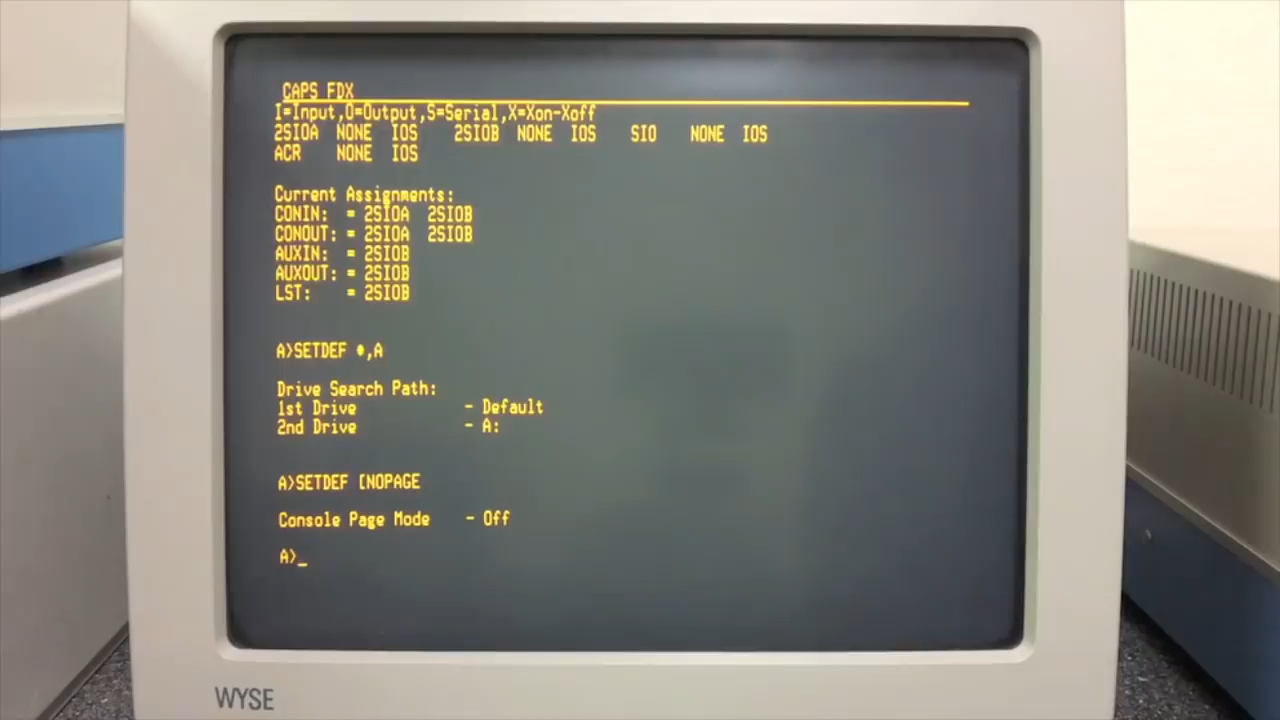 CAPS FDX
I=Input,O=Output,S=Serial,X=Xon-Xoff
2SIOA NONE IOS 2SIOB NONE IOS SIO NONE IOS
ACR NONE IOS
Current Assignments:
CONIN: = 2SIOA 2SIOB
CONOUT: = 2SIOA 2SIOB
AUXIN: = 2SIOB
AUXOUT: = 2SIOB
LST: = 2SIOB
A>SETDEF *,A
Drive Search Path:
1st Drive - Default
2nd Drive - A:
A>SETDEF [NOPAGE
Console Page Mode - Off
A>_
WYSE